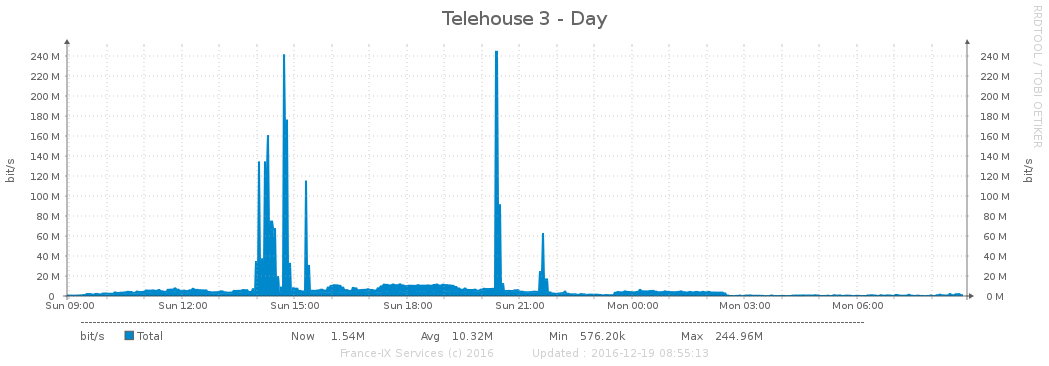 Telehouse 3 - Day
RRDTOOL / TOBI OETIKER
bit/s
240 M 240 M
220 M 220 M
200 M 200 M
180 M 180 M
160 M 160 M
140 M 140 M
120 M 120 M
100 M 100 M
80 M 80 M
60 M 60 M
40 M 40 M
20 M 20 M
0 0 M
bit/s
Sun 09:00 Sun 12:00 Sun 15:00 Sun 18:00 Sun 21:00 Mon 00:00 Mon 03:00 Mon 06:00
bit/s Total Now 1.54M Avg 10.32M Min 576.20k Max 244.96M
France-IX Services (c) 2016 Updated : 2016-12-19 08:55:13